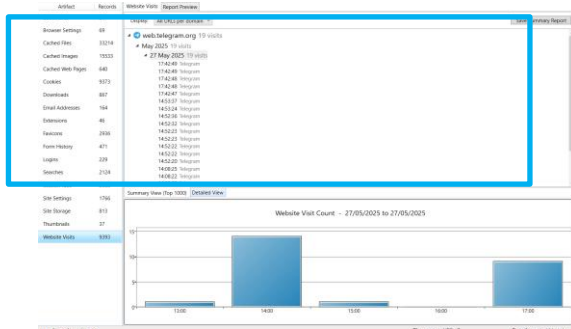 Artifact Records Website Visits Report Preview
Display: All URLs per domain Save Summary Report
Browser Settings 69
Cached Files 33214
Cached Images 15533
Cached Web Pages 640
Cookies 9373
Downloads 867
Email Addresses 164
Extensions 46
Favicons 2936
Form History 471
Logins 229
Searches 2124
Site Settings 1766
Site Storage 813
Thumbnails 37
Website Visits 9393
web.telegram.org 19 visits
May 2025 19 visits
27 May 2025 19 visits
17:42:49 Telegram
17:42:49 Telegram
17:42:48 Telegram
17:42:48 Telegram
17:42:47 Telegram
14:53:37 Telegram
14:53:24 Telegram
14:52:36 Telegram
14:52:32 Telegram
14:52:23 Telegram
14:52:23 Telegram
14:52:22 Telegram
14:52:22 Telegram
14:52:20 Telegram
14:08:25 Telegram
14:08:22 Telegram
Summary View (Top 1000) Detailed View
Website Visit Count - 27/05/2025 to 27/05/2025
15
10
5
0
13:00 14:00 15:00 16:00 17:00